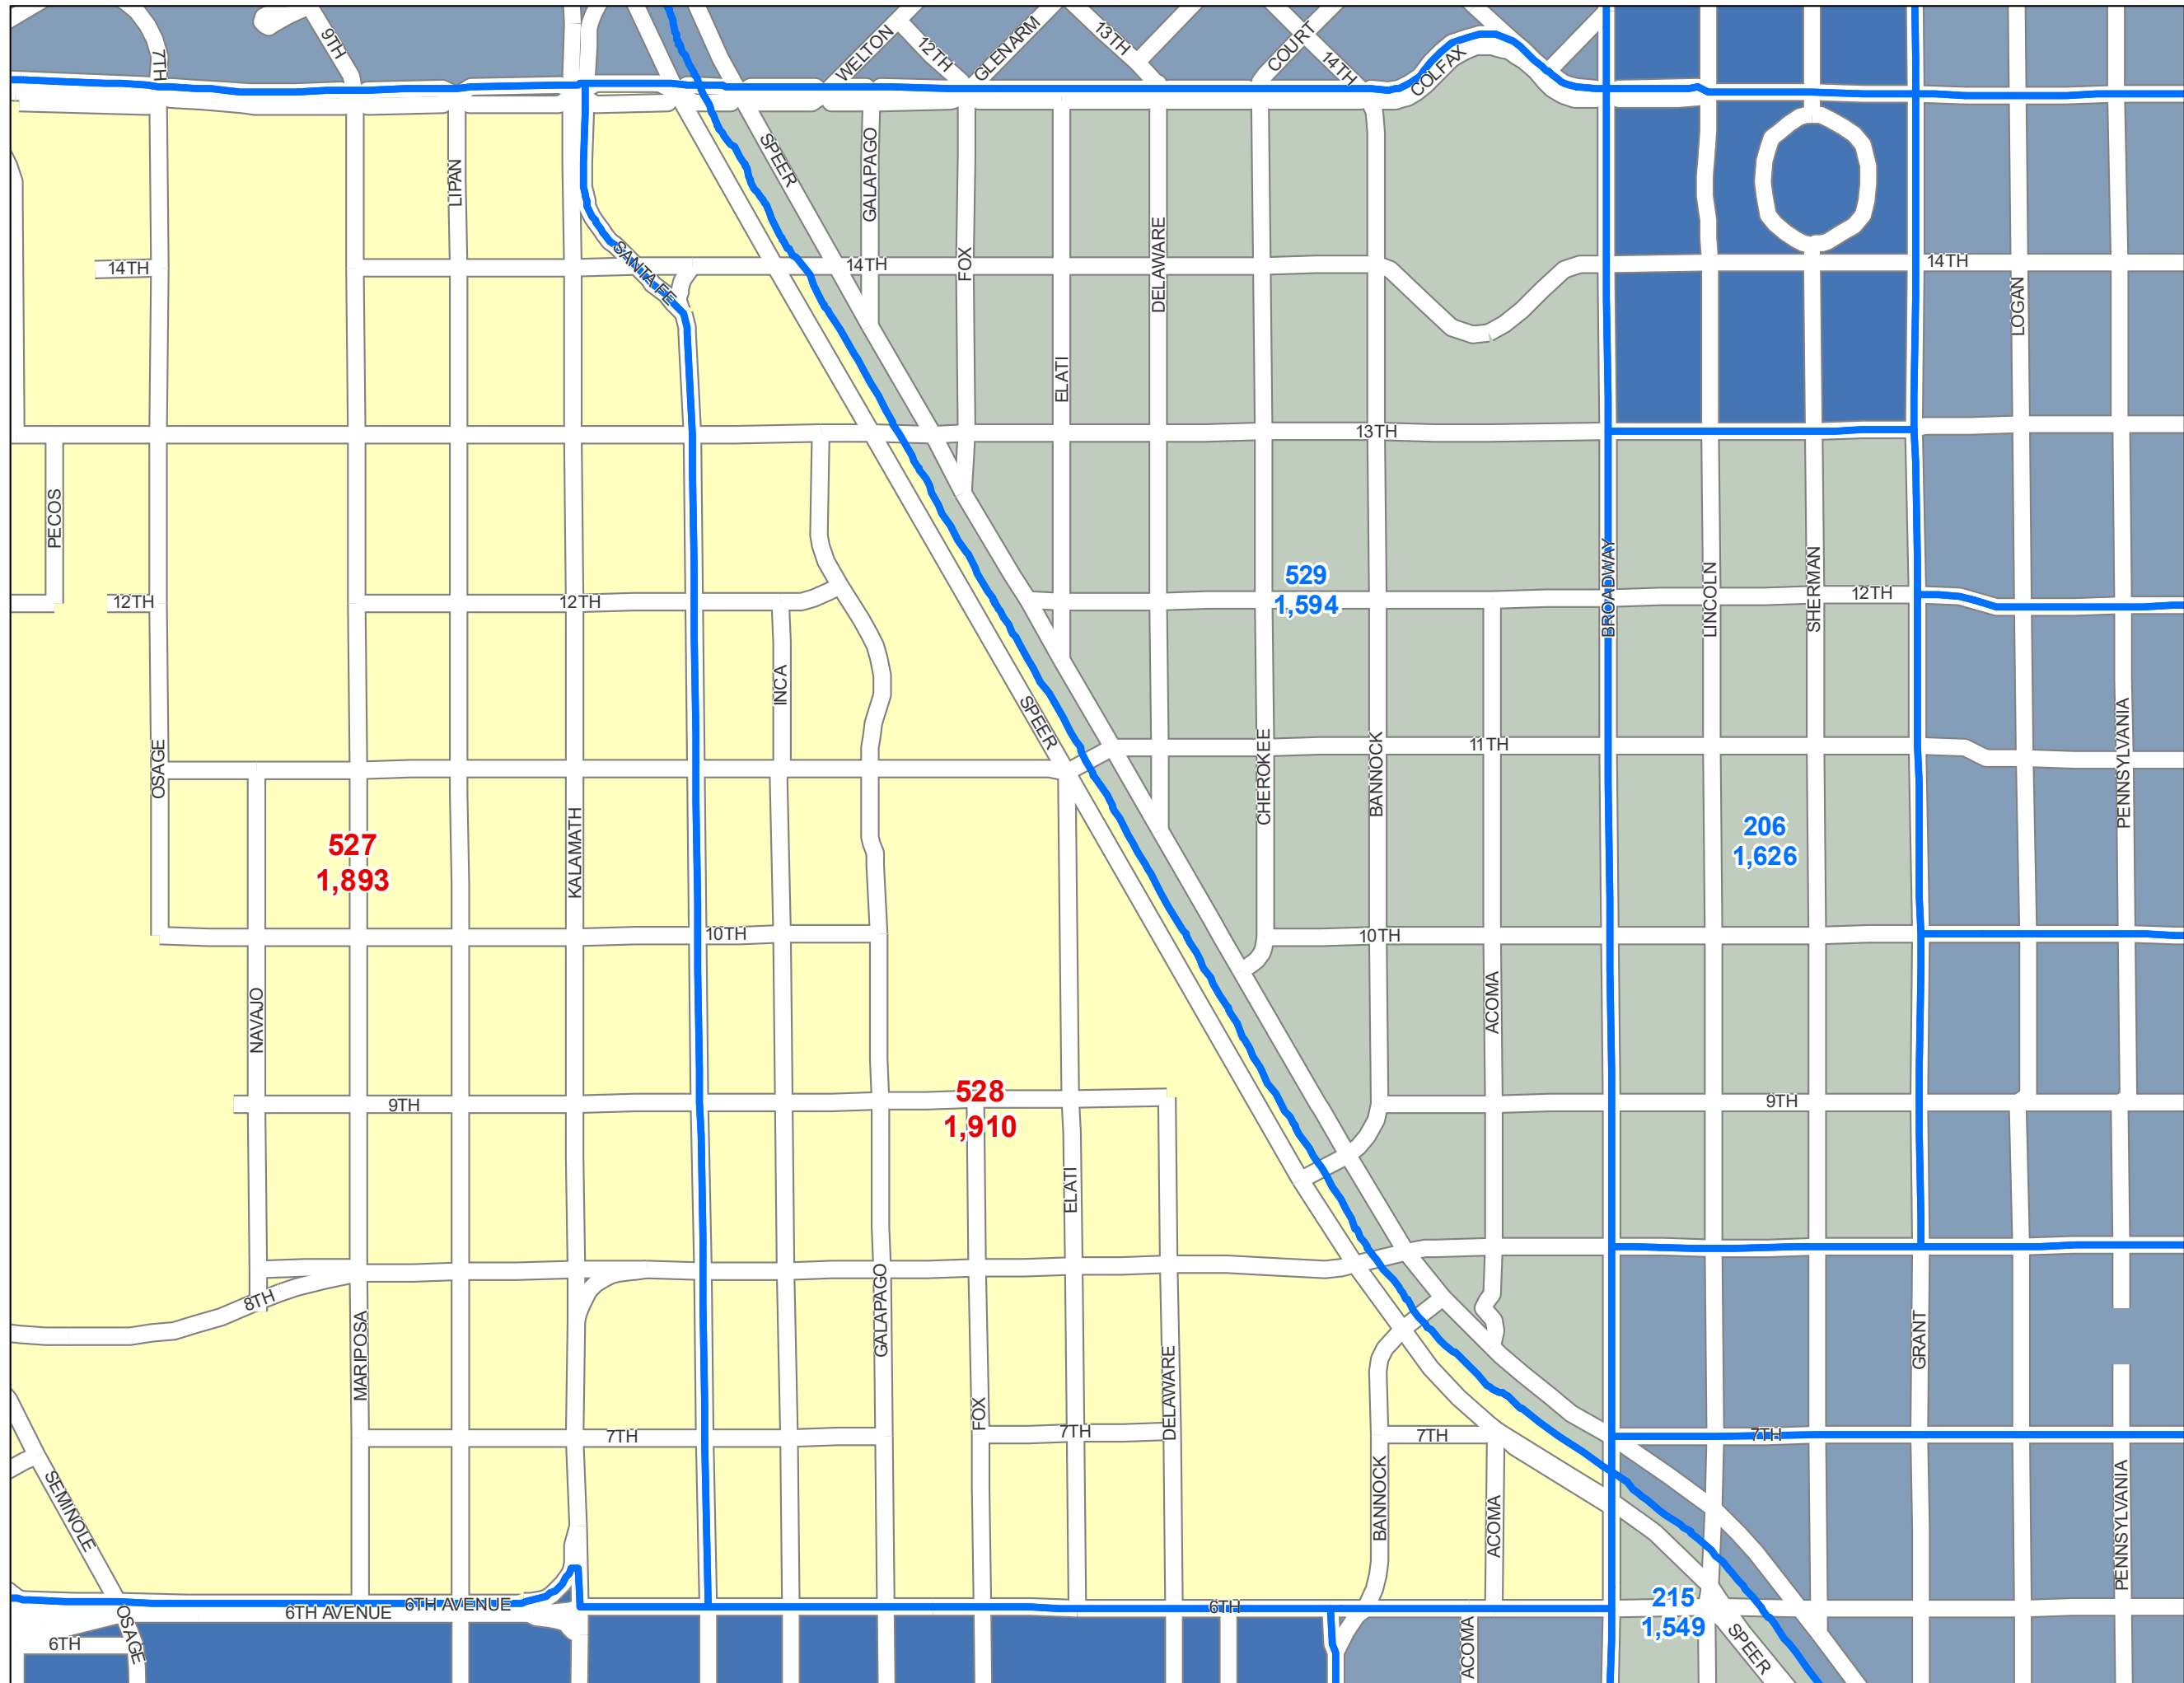 7TH
9TH
WELTON
12TH
GLENARM
13TH
COURT
14TH
COLFAX
SPEER
LIPAN
GALAPAGO
SANTA FE
14TH
14TH
FOX
DELAWARE
14TH
LOGAN
ELATI
13TH
PECOS
12TH
12TH
529
1,594
BROADWAY
LINCOLN
SHERMAN
12TH
INCA
SPEER
OSAGE
CHEROKEE
BANNOCK
11TH
PENNSYLVANIA
527
1,893
KALAMATH
206
1,626
10TH
10TH
NAVAJO
ACOMA
528
1,910
9TH
9TH
ELATI
8TH
MARIPOSA
GALAPAGO
GRANT
FOX
DELAWARE
7TH
7TH
7TH
7TH
SEMINOLE
BANNOCK
ACOMA
PENNSYLVANIA
6TH AVENUE
6TH AVENUE
6TH
215
1,549
6TH
OSAGE
ACOMA
SPEER